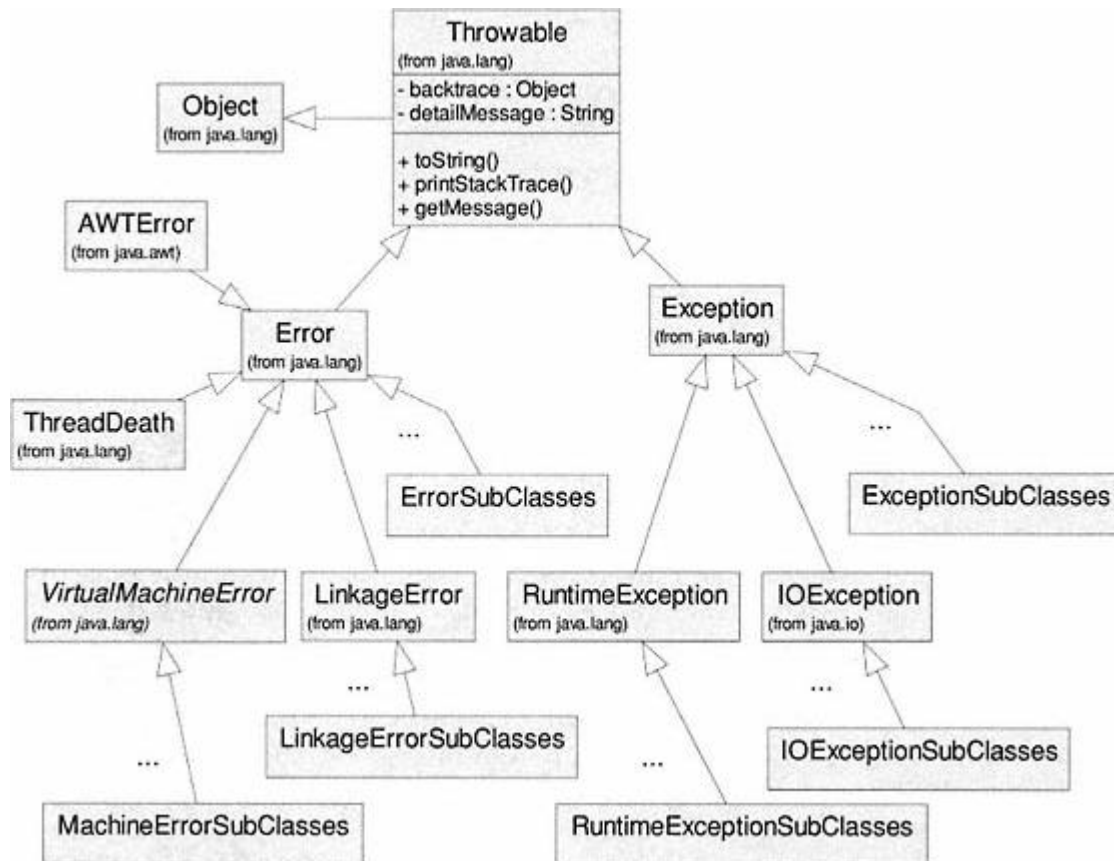 Throwable
(from java.lang)
- backtrace : Object
- detailMessage : String
+ toString()
+ printStackTrace()
+ getMessage()
Object
(from java.lang)
AWTError
(from java.awt)
Error
(from java.lang)
Exception
(from java.lang)
ThreadDeath
(from java.lang)
...
ErrorSubClasses
...
ExceptionSubClasses
VirtualMachineError
(from java.lang)
LinkageError
(from java.lang)
RuntimeException
(from java.lang)
IOException
(from java.io)
...
LinkageErrorSubClasses
...
IOExceptionSubClasses
...
MachineErrorSubClasses
...
RuntimeExceptionSubClasses